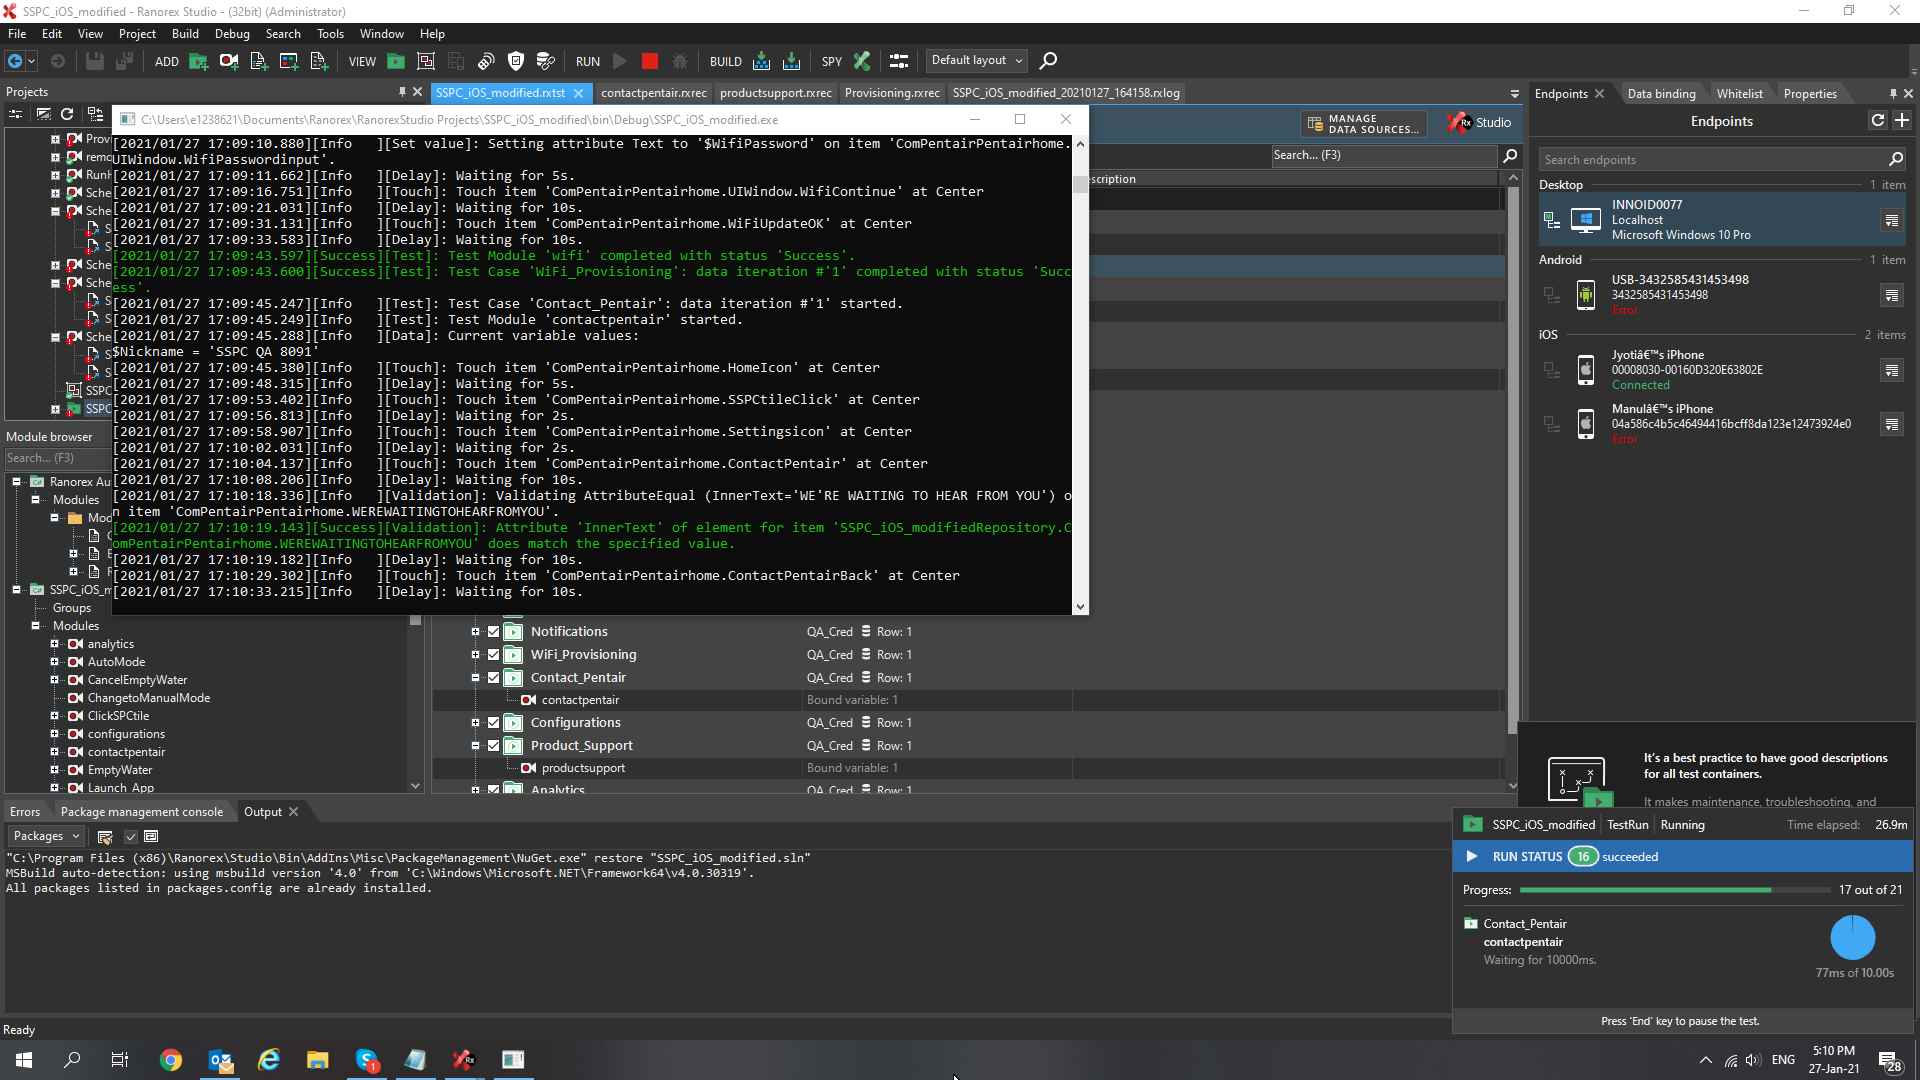 SSPC_iOS_modified - Ranorex Studio - (32bit) (Administrator)
File Edit View Project Build Debug Search Tools Window Help
ADD VIEW RUN BUILD SPY Default layout
Projects
SSPC_iOS_modified.rxtst contactpentair.rxrec productsupport.rxrec Provisioning.rxrec SSPC_iOS_modified_20210127_164158.rxlog
Endpoints Data binding Whitelist Properties
C:\Users\e1238621\Documents\Ranorex\RanorexStudio Projects\SSPC_iOS_modified\bin\Debug\SSPC_iOS_modified.exe
MANAGE
DATA SOURCES...
Rx Studio
Endpoints
Search... (F3)
Search endpoints
scription
Prov
remo
RunH
Sche
S
S
Sche
Sche
S
S
Sche
S
S
SSPC
SSPC
[2021/01/27 17:09:10.880][Info   ][Set value]: Setting attribute Text to '$WifiPassword' on item 'ComPentairPentairhome.
UIWindow.WifiPasswordinput'.
[2021/01/27 17:09:11.662][Info   ][Delay]: Waiting for 5s.
[2021/01/27 17:09:16.751][Info   ][Touch]: Touch item 'ComPentairPentairhome.UIWindow.WifiContinue' at Center
[2021/01/27 17:09:21.031][Info   ][Delay]: Waiting for 10s.
[2021/01/27 17:09:31.131][Info   ][Touch]: Touch item 'ComPentairPentairhome.WiFiUpdateOK' at Center
[2021/01/27 17:09:33.583][Info   ][Delay]: Waiting for 10s.
[2021/01/27 17:09:43.597][Success][Test]: Test Module 'wifi' completed with status 'Success'.
[2021/01/27 17:09:43.600][Success][Test]: Test Case 'WiFi_Provisioning': data iteration #'1' completed with status 'Succ
ess'.
[2021/01/27 17:09:45.247][Info   ][Test]: Test Case 'Contact_Pentair': data iteration #'1' started.
[2021/01/27 17:09:45.249][Info   ][Test]: Test Module 'contactpentair' started.
[2021/01/27 17:09:45.288][Info   ][Data]: Current variable values:
$Nickname = 'SSPC QA 8091'
[2021/01/27 17:09:45.380][Info   ][Touch]: Touch item 'ComPentairPentairhome.HomeIcon' at Center
[2021/01/27 17:09:48.315][Info   ][Delay]: Waiting for 5s.
[2021/01/27 17:09:53.402][Info   ][Touch]: Touch item 'ComPentairPentairhome.SSPCtileClick' at Center
[2021/01/27 17:09:56.813][Info   ][Delay]: Waiting for 2s.
[2021/01/27 17:09:58.907][Info   ][Touch]: Touch item 'ComPentairPentairhome.Settingsicon' at Center
[2021/01/27 17:10:02.031][Info   ][Delay]: Waiting for 2s.
[2021/01/27 17:10:04.137][Info   ][Touch]: Touch item 'ComPentairPentairhome.ContactPentair' at Center
[2021/01/27 17:10:08.206][Info   ][Delay]: Waiting for 10s.
[2021/01/27 17:10:18.336][Info   ][Validation]: Validating AttributeEqual (InnerText='WE'RE WAITING TO HEAR FROM YOU') o
n item 'ComPentairPentairhome.WEREWAITINGTOHEARFROMYOU'.
[2021/01/27 17:10:19.143][Success][Validation]: Attribute 'InnerText' of element for item 'SSPC_iOS_modifiedRepository.C
omPentairPentairhome.WEREWAITINGTOHEARFROMYOU' does match the specified value.
[2021/01/27 17:10:19.182][Info   ][Delay]: Waiting for 10s.
[2021/01/27 17:10:29.302][Info   ][Touch]: Touch item 'ComPentairPentairhome.ContactPentairBack' at Center
[2021/01/27 17:10:33.215][Info   ][Delay]: Waiting for 10s.
Desktop 1 item
INNOID0077
Localhost
Microsoft Windows 10 Pro
Android 1 item
USB-3432585431453498
3432585431453498
Error
iOS 2 items
Jyotiâ€™s iPhone
00008030-00160D320E63802E
Connected
Manulâ€™s iPhone
04a586c4b5c46494416bcff8da123e12473924e0
Error
Module browser
Search... (F3)
Ranorex Au
Modules
Mod
SSPC_iOS_m
Groups
Modules
analytics
AutoMode
CancelEmptyWater
ChangetoManualMode
ClickSPCtile
configurations
contactpentair
EmptyWater
Launch_App
Notifications QA_Cred Row: 1
WiFi_Provisioning QA_Cred Row: 1
Contact_Pentair QA_Cred Row: 1
contactpentair Bound variable: 1
Configurations QA_Cred Row: 1
Product_Support QA_Cred Row: 1
productsupport Bound variable: 1
Analytics QA_Cred Row: 1
It's a best practice to have good descriptions
for all test containers.
It makes maintenance, troubleshooting, and
Errors Package management console Output
Packages
"C:\Program Files (x86)\Ranorex\Studio\Bin\AddIns\Misc\PackageManagement\NuGet.exe" restore "SSPC_iOS_modified.sln"
MSBuild auto-detection: using msbuild version '4.0' from 'C:\Windows\Microsoft.NET\Framework64\v4.0.30319'.
All packages listed in packages.config are already installed.
SSPC_iOS_modified TestRun Running Time elapsed: 26.9m
RUN STATUS 16 succeeded
Progress: 17 out of 21
Contact_Pentair
contactpentair
Waiting for 10000ms.
77ms of 10.00s
Press 'End' key to pause the test.
Ready
ENG
5:10 PM
27-Jan-21
28